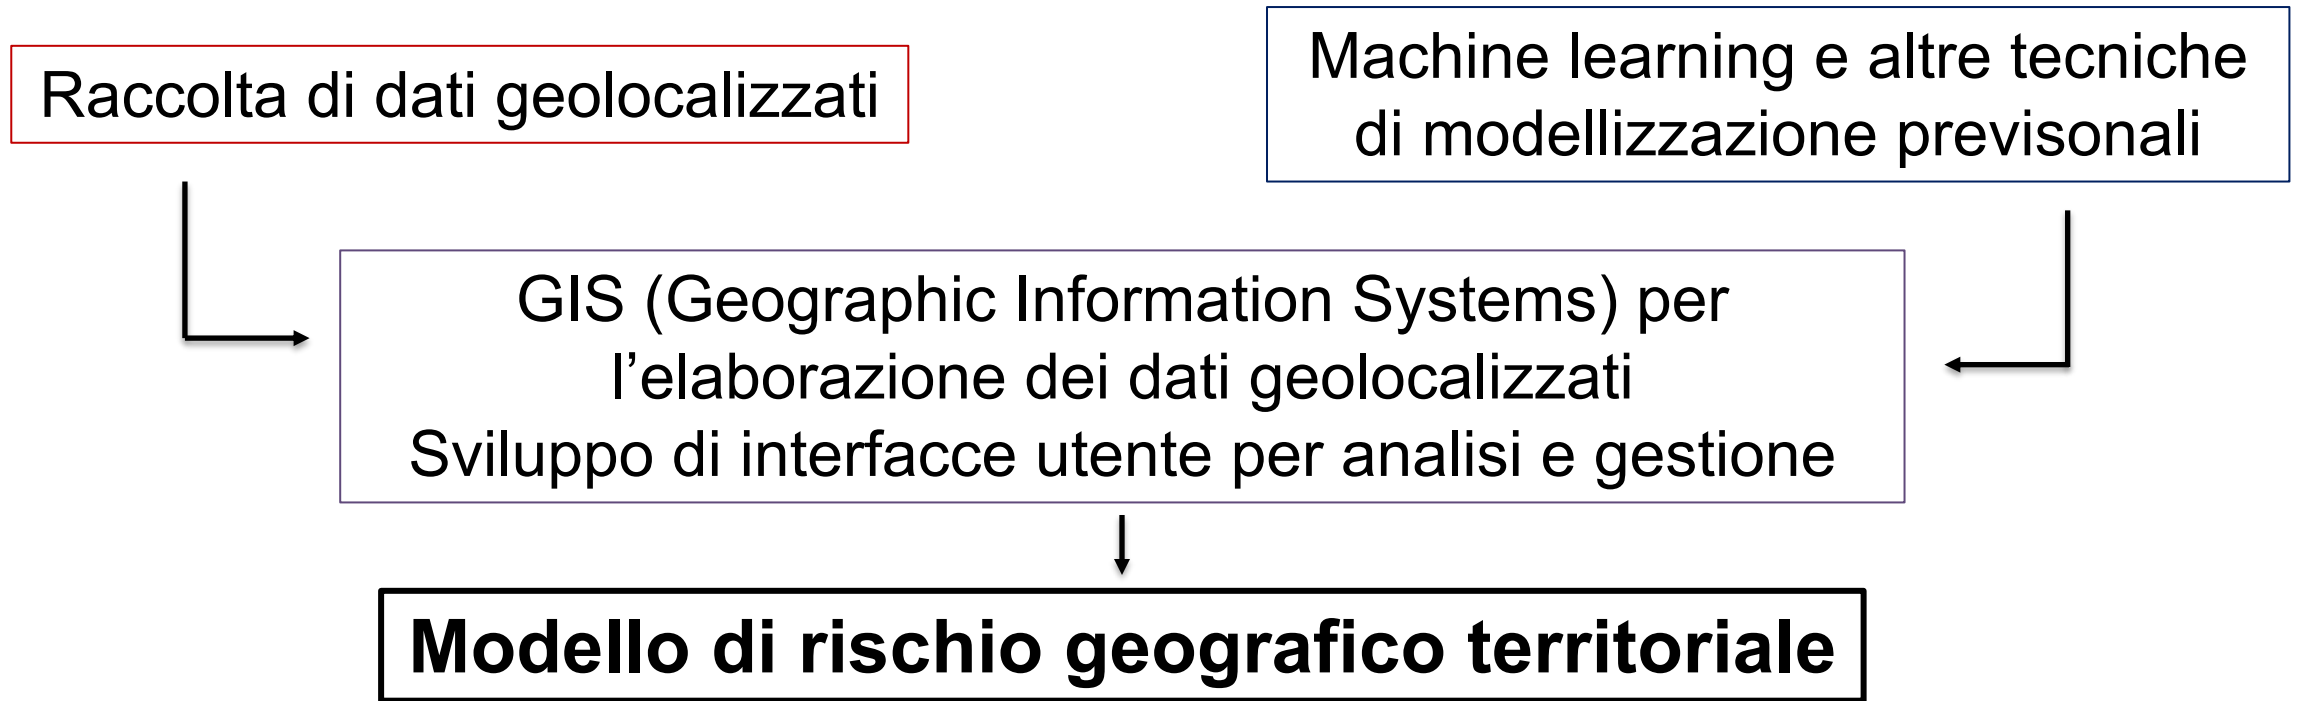 Raccolta di dati geolocalizzati
Machine learning e altre tecniche
di modellizzazione previsonali
GIS (Geographic Information Systems) per
l’elaborazione dei dati geolocalizzati
Sviluppo di interfacce utente per analisi e gestione
Modello di rischio geografico territoriale